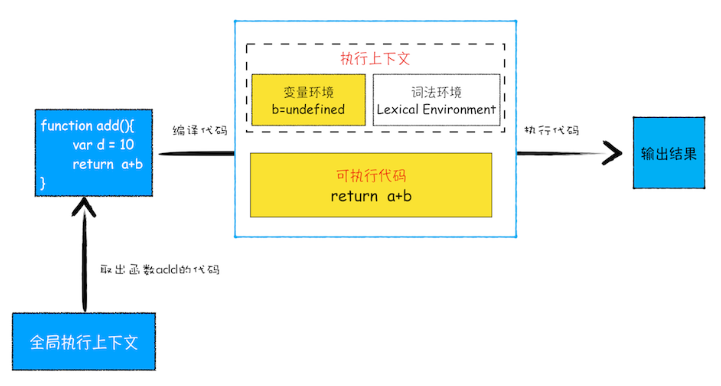 执行上下文
变量环境
b=undefined
词法环境
Lexical Environment
function add(){
var d = 10
return a+b
}
编译代码
执行代码
输出结果
可执行代码
return a+b
取出函数add的代码
全局执行上下文